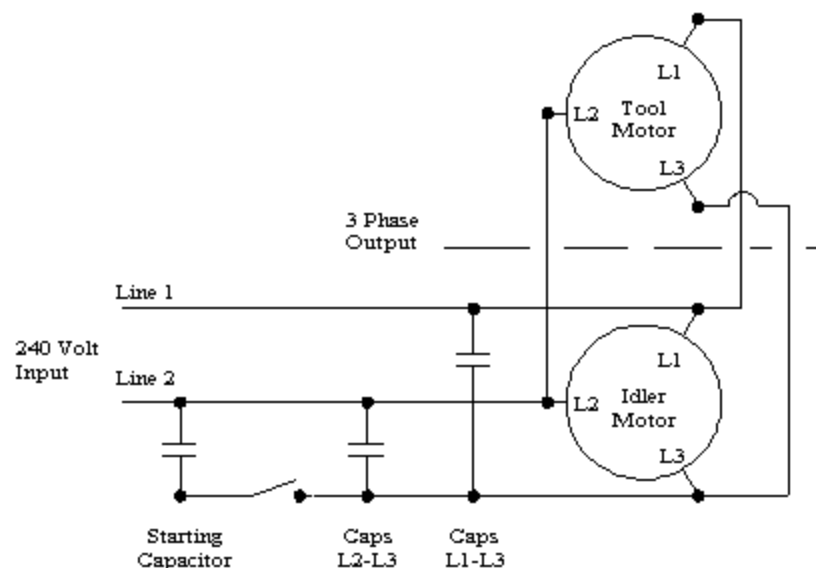 L1
L2
Tool
Motor
L3
3 Phase
Output
Line 1
240 Volt
Input
Line 2
L1
L2
Idler
Motor
L3
Starting
Capacitor
Caps
L2-L3
Caps
L1-L3